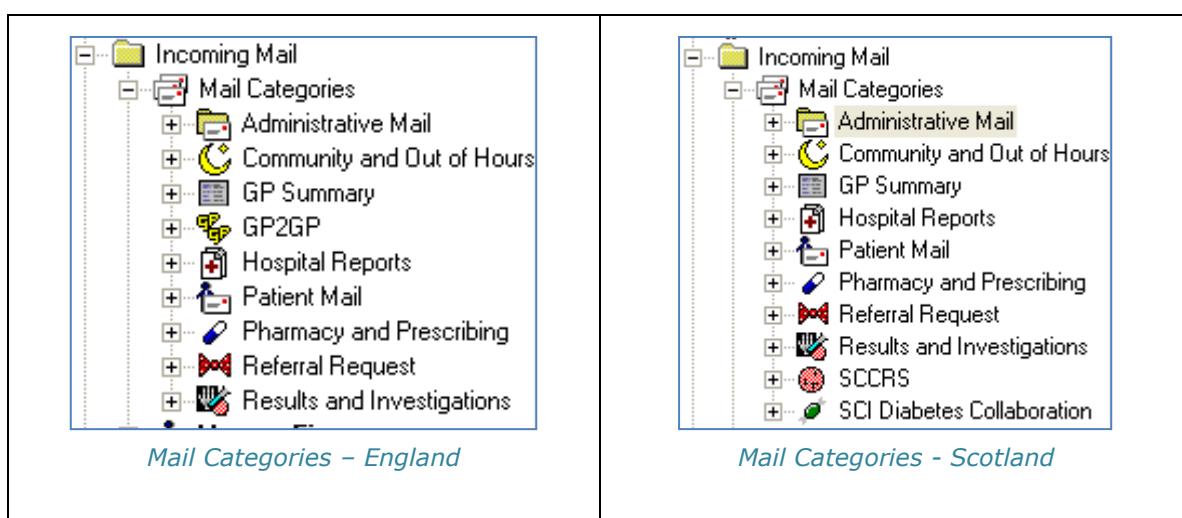 Incoming Mail
Mail Categories
Administrative Mail
Community and Out of Hours
GP Summary
GP2GP
Hospital Reports
Patient Mail
Pharmacy and Prescribing
Referral Request
Results and Investigations
Mail Categories – England
Incoming Mail
Mail Categories
Administrative Mail
Community and Out of Hours
GP Summary
Hospital Reports
Patient Mail
Pharmacy and Prescribing
Referral Request
Results and Investigations
SCCRS
SCI Diabetes Collaboration
Mail Categories - Scotland